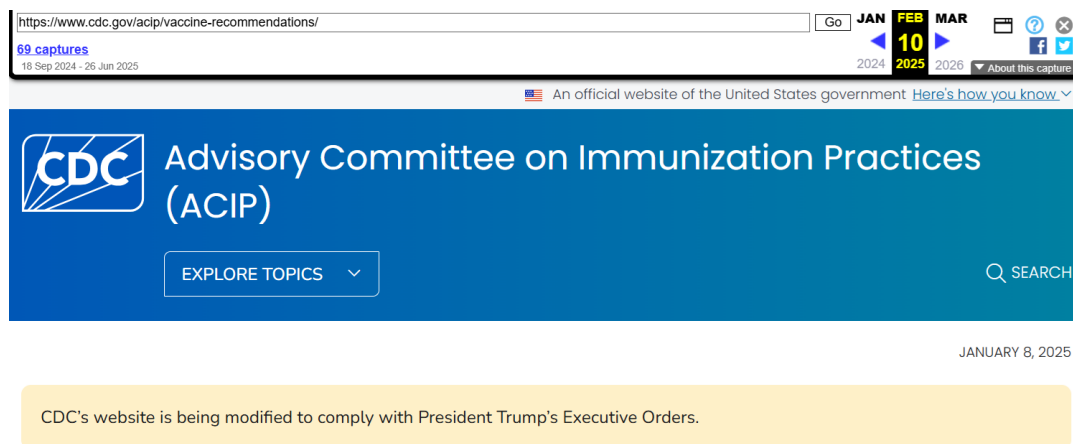 https://www.cdc.gov/acip/vaccine-recommendations/
Go
JAN FEB MAR
69 captures
10
18 Sep 2024 - 26 Jun 2025
2024 2025 2026
About this capture
An official website of the United States government Here's how you know
CDC
Advisory Committee on Immunization Practices
(ACIP)
EXPLORE TOPICS
SEARCH
JANUARY 8, 2025
CDC's website is being modified to comply with President Trump's Executive Orders.